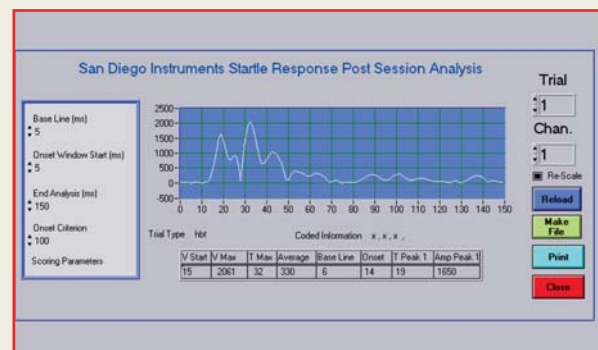 San Diego Instruments Startle Response Post Session Analysis
Trial
1
Chan.
1
Re-Scale
Reload
Make
File
Print
Close
Base Line (ms)
5
Onset Window Start (ms)
5
End Analysis (ms)
150
Onset Criterion
100
Scoring Parameters
2500
2000
1500
1000
500
0
-500
0 10 20 30 40 50 60 70 80 90 100 110 120 130 140 150
Trial Type hbt Coded Information x , x , x ,
V Start V Max T Max Average Base Line Onset T Peak 1 Amp Peak 1
15 2061 32 330 6 14 19 1650